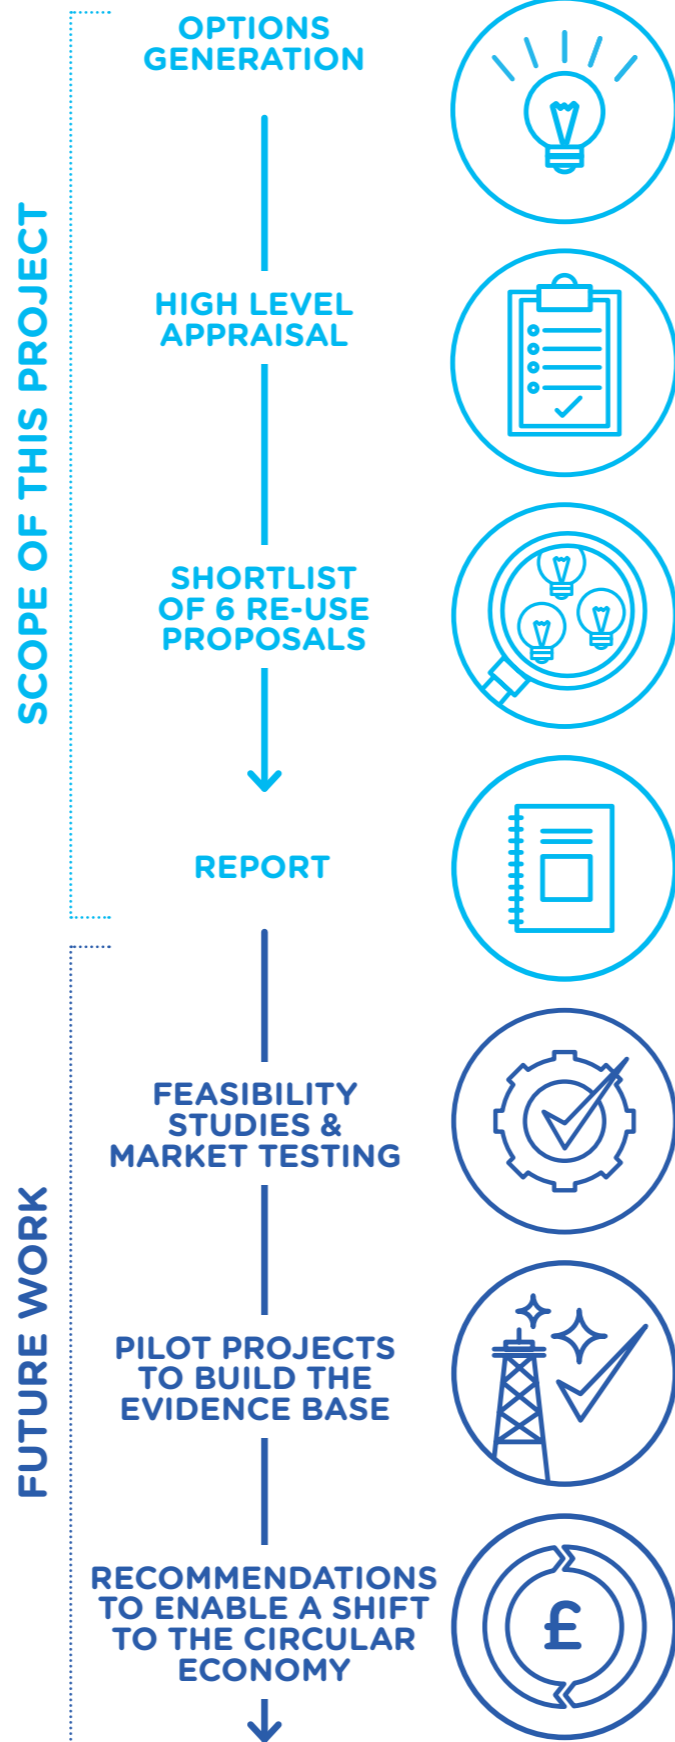 SCOPE OF THIS PROJECT
OPTIONS
GENERATION
HIGH LEVEL
APPRAISAL
SHORTLIST
OF 6 RE-USE
PROPOSALS
REPORT
FUTURE WORK
FEASIBILITY
STUDIES &
MARKET TESTING
PILOT PROJECTS
TO BUILD THE
EVIDENCE BASE
RECOMMENDATIONS
TO ENABLE A SHIFT
TO THE CIRCULAR
ECONOMY
£